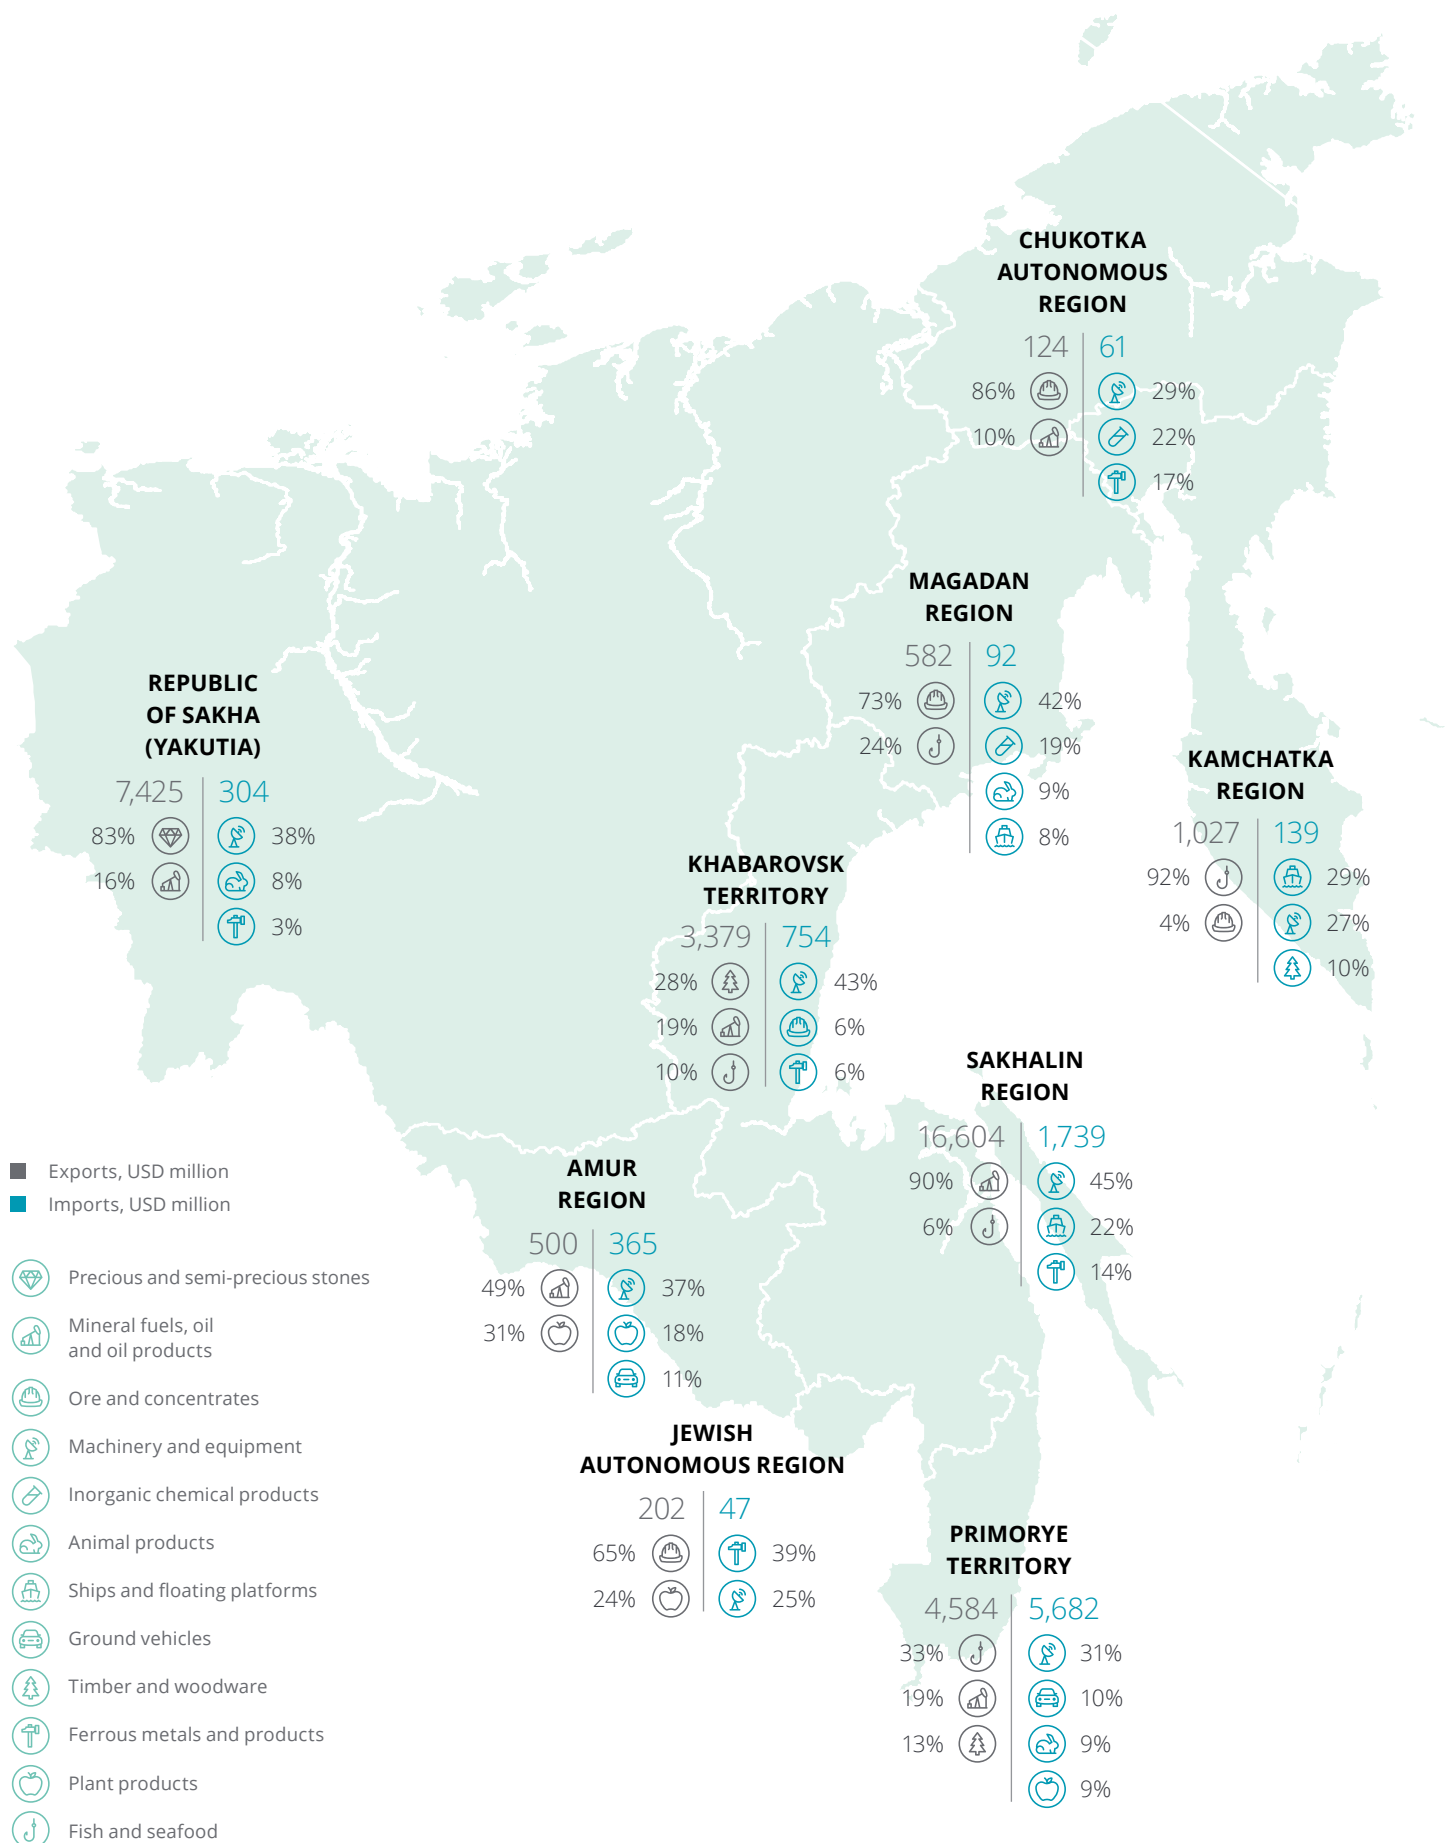 CHUKOTKA
AUTONOMOUS
REGION
124 61
86% 29%
10% 22%
17%
MAGADAN
REGION
582 92
73% 42%
24% 19%
9%
8%
REPUBLIC
OF SAKHA
(YAKUTIA)
7,425 304
83% 38%
16% 8%
3%
KAMCHATKA
REGION
1,027 139
92% 29%
4% 27%
10%
KHABAROVSK
TERRITORY
3,379 754
28% 43%
19% 6%
10% 6%
SAKHALIN
REGION
16,604 1,739
90% 45%
6% 22%
14%
AMUR
REGION
500 365
49% 37%
31% 18%
11%
JEWISH
AUTONOMOUS REGION
202 47
65% 39%
24% 25%
PRIMORYE
TERRITORY
4,584 5,682
33% 31%
19% 10%
13% 9%
9%
Exports, USD million
Imports, USD million
Precious and semi-precious stones
Mineral fuels, oil
and oil products
Ore and concentrates
Machinery and equipment
Inorganic chemical products
Animal products
Ships and floating platforms
Ground vehicles
Timber and woodware
Ferrous metals and products
Plant products
Fish and seafood